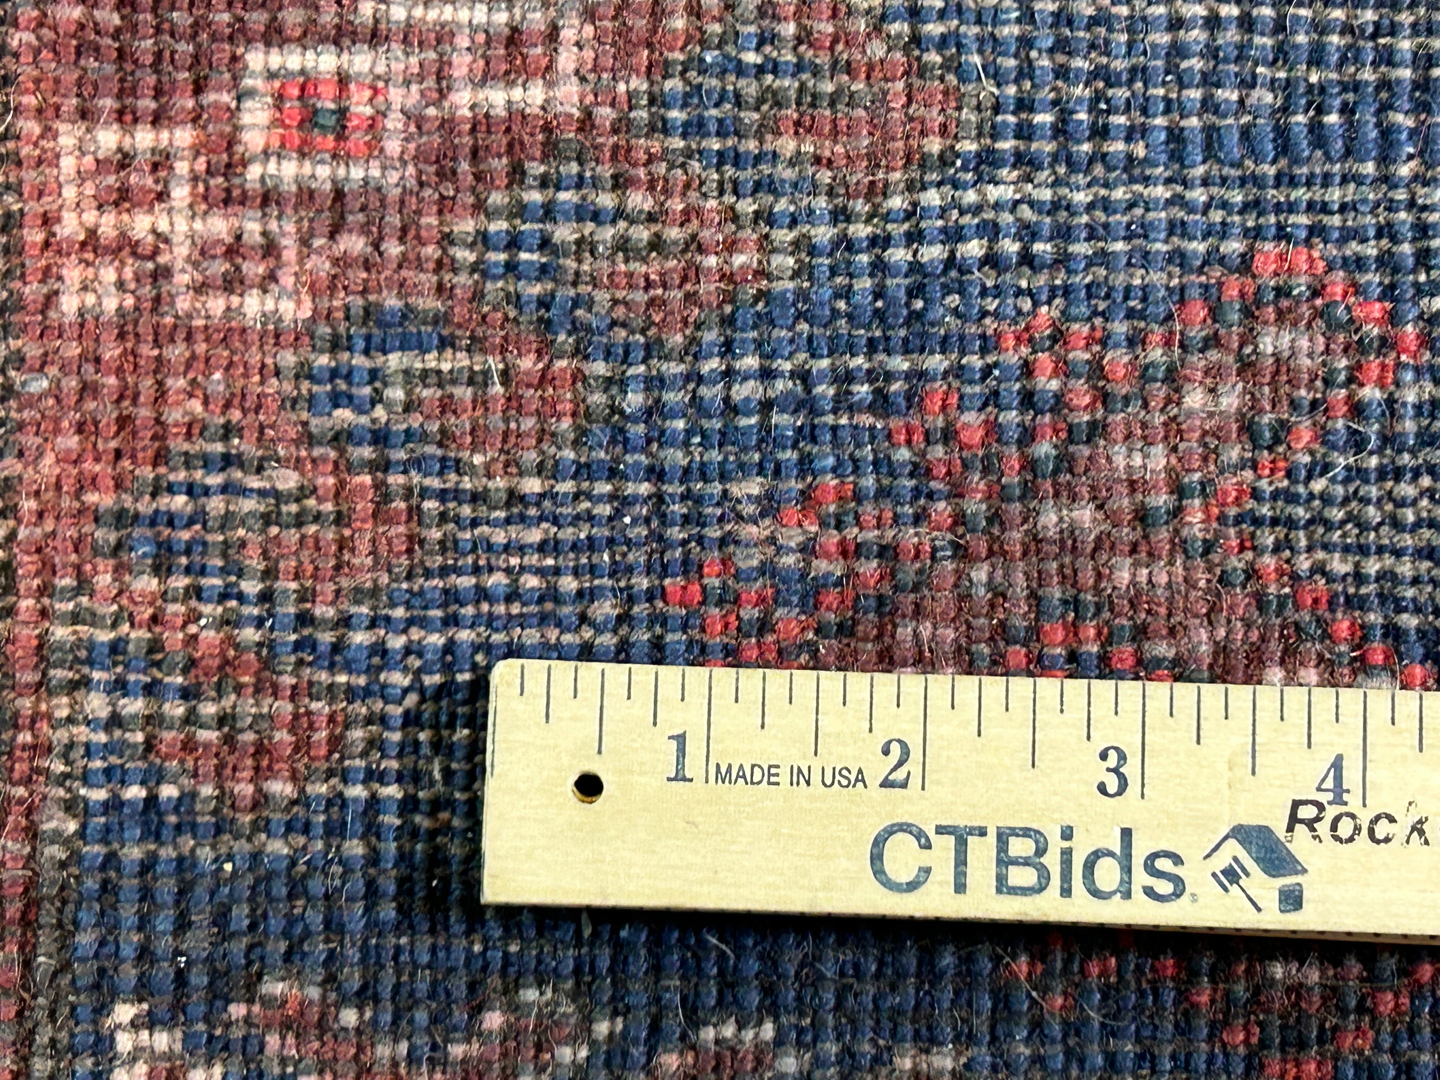 1 2 3 4
MADE IN USA
Rock
CTBids